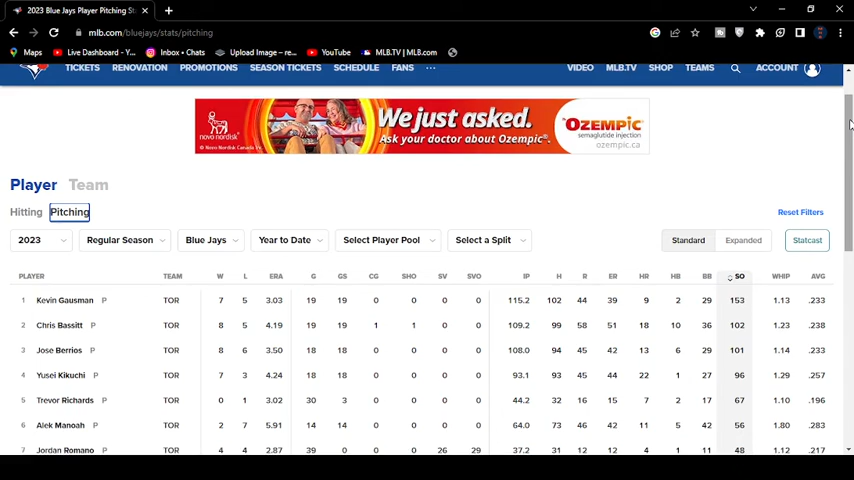 2023 Blue Jays Player Pitching St
mlb.com/bluejays/stats/pitching
Maps Live Dashboard - Y... Inbox • Chats Upload Image – re... YouTube MLB.TV | MLB.com
TICKETS RENOVATION PROMOTIONS SEASON TICKETS SCHEDULE FANS ... VIDEO MLB.TV SHOP TEAMS ACCOUNT
novo nordisk
© Novo Nordisk Canada
We just asked.
Ask your doctor about Ozempic®.
OZEMPIC
semaglutide injection
ozempic.ca
Player Team
Hitting Pitching Reset Filters
2023 Regular Season Blue Jays Year to Date Select Player Pool Select a Split Standard Expanded Statcast
PLAYER TEAM W L ERA G GS CG SHO SV SVO IP H R ER HR HB BB SO WHIP AVG
1 Kevin Gausman P TOR 7 5 3.03 19 19 0 0 0 0 115.2 102 44 39 9 2 29 153 1.13 .233
2 Chris Bassitt P TOR 8 5 4.19 19 19 1 1 0 0 109.2 99 58 51 18 10 36 102 1.23 .238
3 Jose Berrios P TOR 8 6 3.50 18 18 0 0 0 0 108.0 94 45 42 13 6 29 101 1.14 .233
4 Yusei Kikuchi P TOR 7 3 4.24 18 18 0 0 0 0 93.1 93 45 44 22 1 27 96 1.29 .257
5 Trevor Richards P TOR 0 1 3.02 30 3 0 0 0 0 44.2 32 16 15 7 2 17 67 1.10 .196
6 Alek Manoah P TOR 2 7 5.91 14 14 0 0 0 0 64.0 73 46 42 11 5 42 56 1.80 .283
7 Jordan Romano P TOR 4 4 2.87 39 0 0 0 26 29 37.2 31 12 12 4 1 11 48 1.12 .217